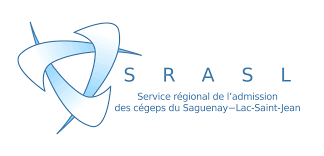 S R A S L
Service régional de l'admission
des cégeps du Saguenay–Lac-Saint-Jean